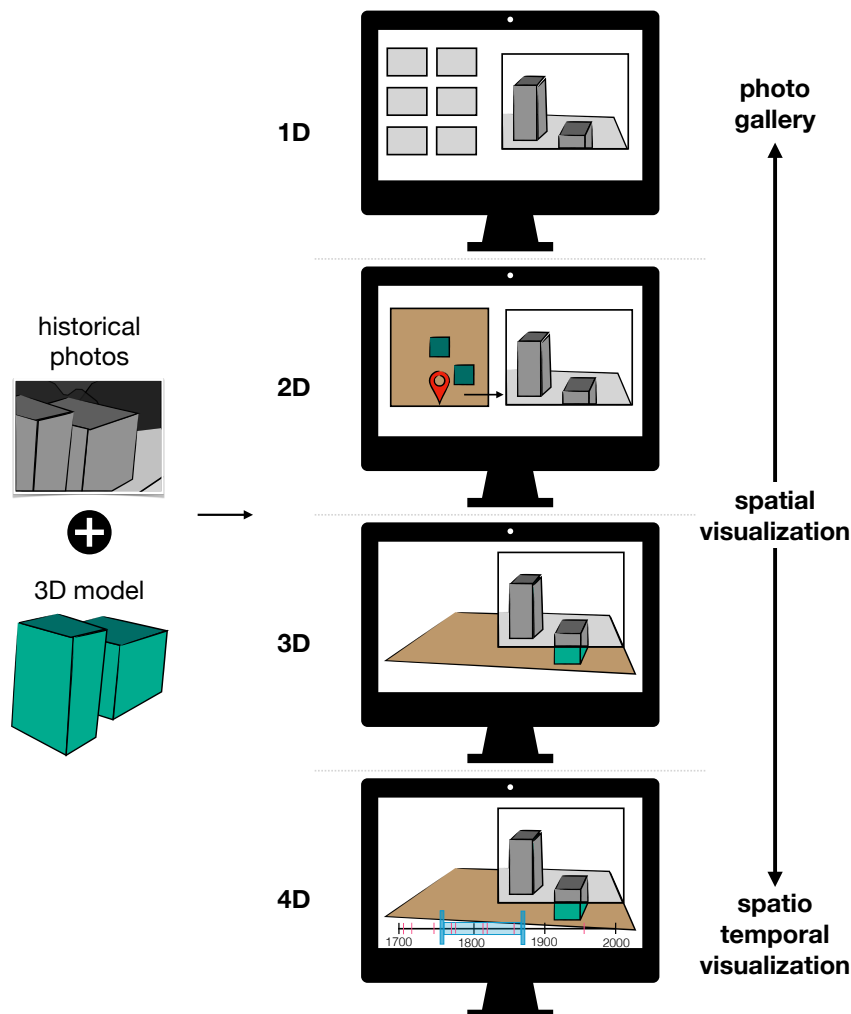 1D
photo
gallery
historical
photos
2D
spatial
visualization
3D model
3D
4D
1700
1800
1900
2000
spatio
temporal
visualization